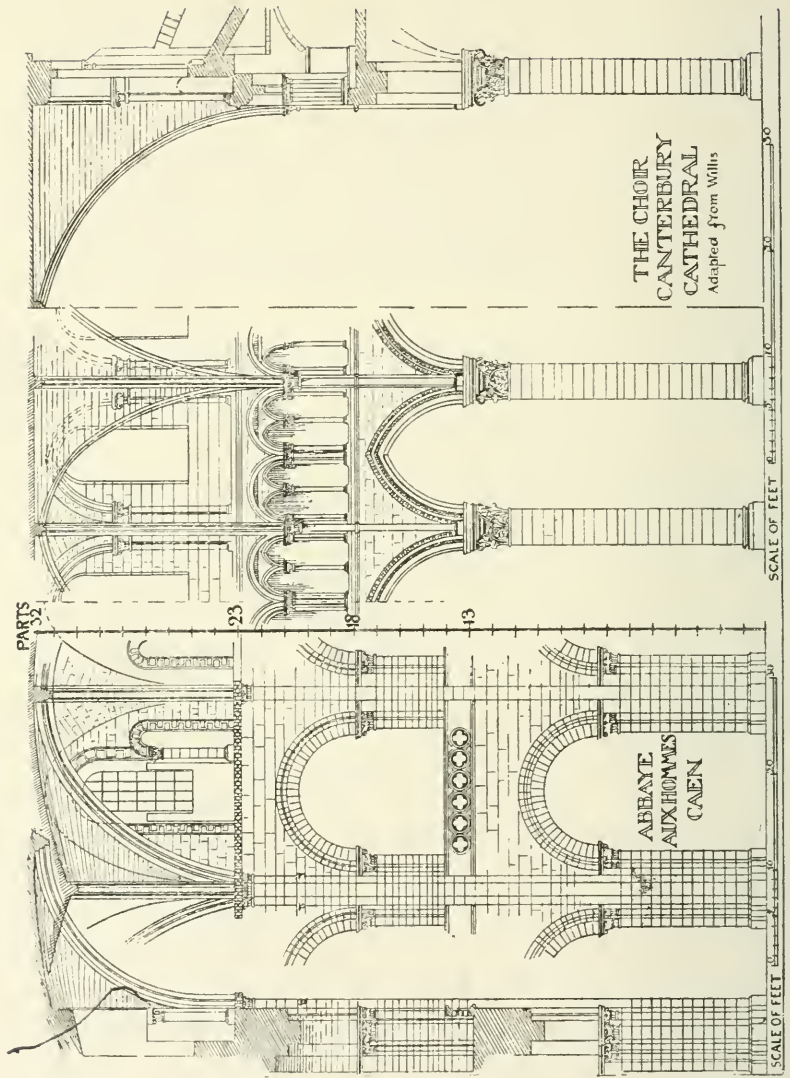 THE CHOIR
CANTERBURY
CATHEDRAL
Adapted from Willis
SCALE OF FEET
10
20
30
PARTS
32
23
18
13
ABBAYE
AUX HOMMES
CAEN
SCALE OF FEET
0
10
20
30